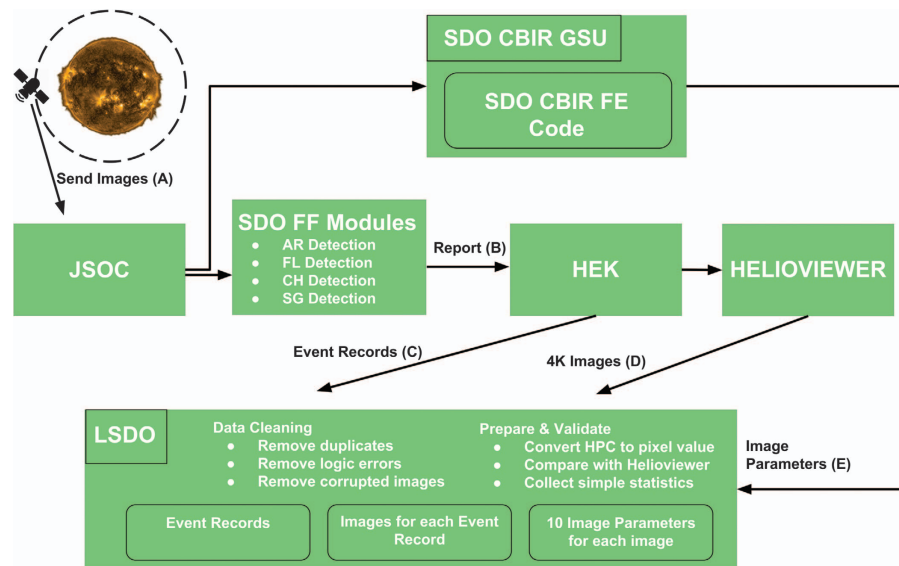 SDO CBIR GSU
SDO CBIR FE
Code
Send Images (A)
JSOC
SDO FF Modules
● AR Detection
● FL Detection
● CH Detection
● SG Detection
Report (B)
HEK
HELIOVIEWER
Event Records (C)
4K Images (D)
LSDO
Data Cleaning
● Remove duplicates
● Remove logic errors
● Remove corrupted images
Prepare & Validate
● Convert HPC to pixel value
● Compare with Helioviewer
● Collect simple statistics
Image
Parameters (E)
Event Records
Images for each Event
Record
10 Image Parameters
for each image